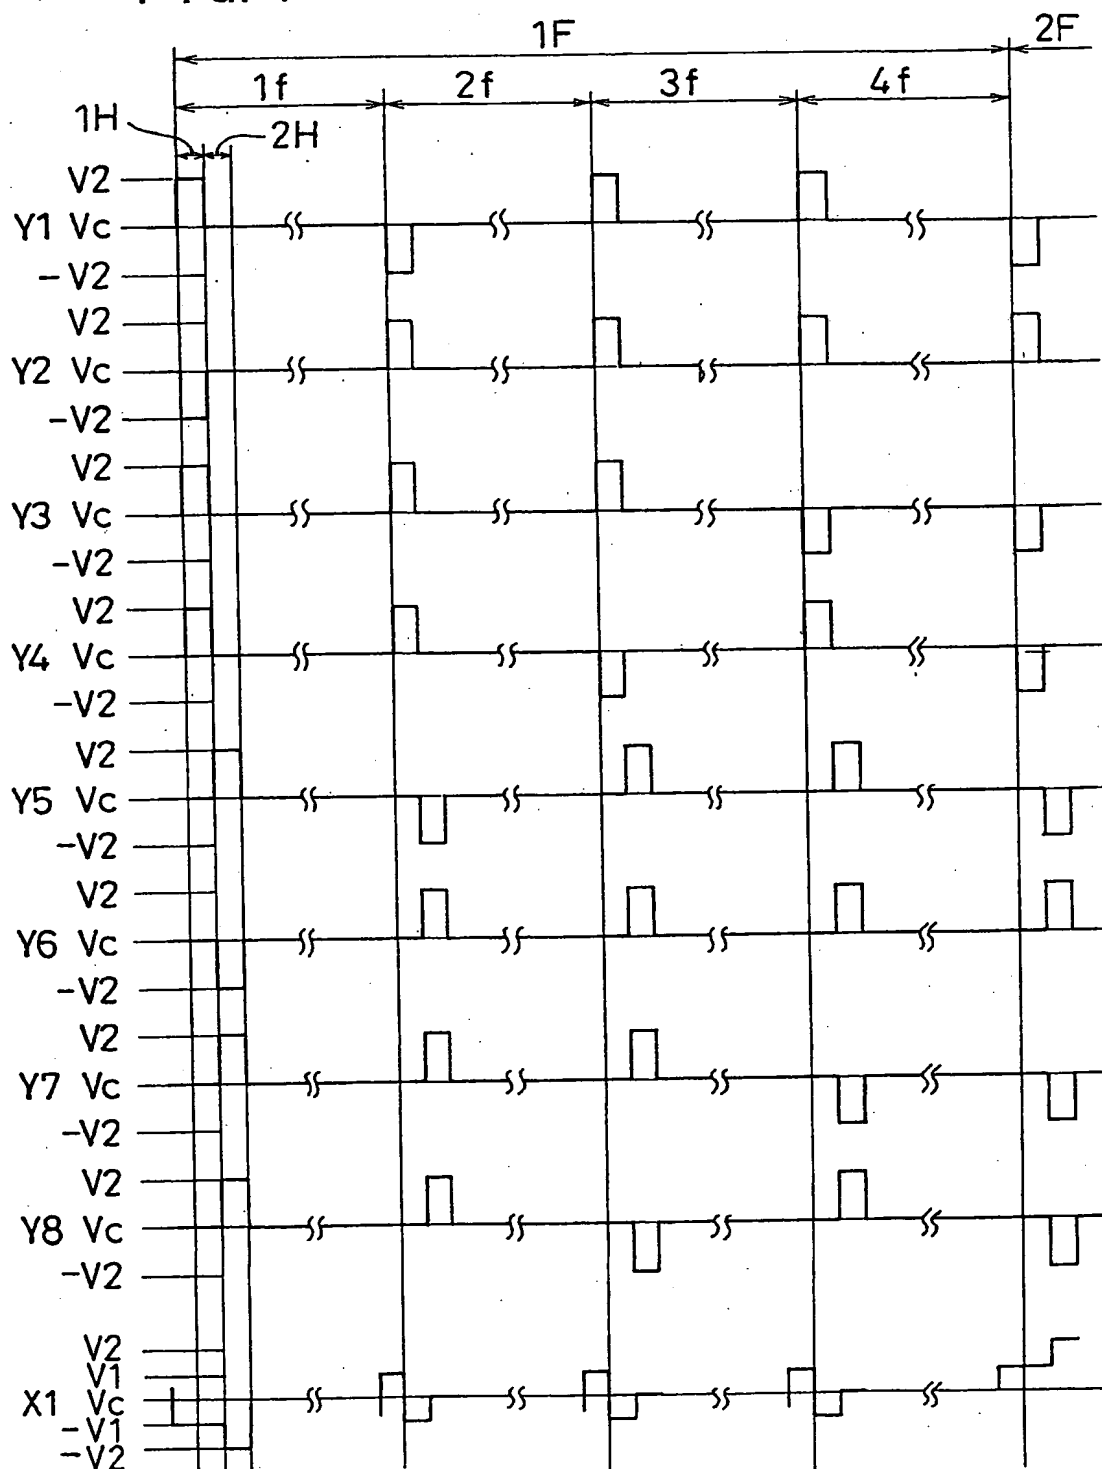 1F 2F
1f 2f 3f 4f
1H 2H
V2
Y1 Vc
-V2
V2
Y2 Vc
-V2
V2
Y3 Vc
-V2
V2
Y4 Vc
-V2
V2
Y5 Vc
-V2
V2
Y6 Vc
-V2
V2
Y7 Vc
-V2
V2
Y8 Vc
-V2
V2
V1
X1 Vc
-V1
-V2